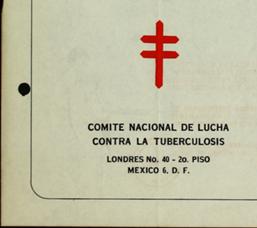 COMITE NACIONAL DE LUCHA
CONTRA LA TUBERCULOSIS
LONDRES No. 40 - 2o. PISO
MEXICO 6, D. F.